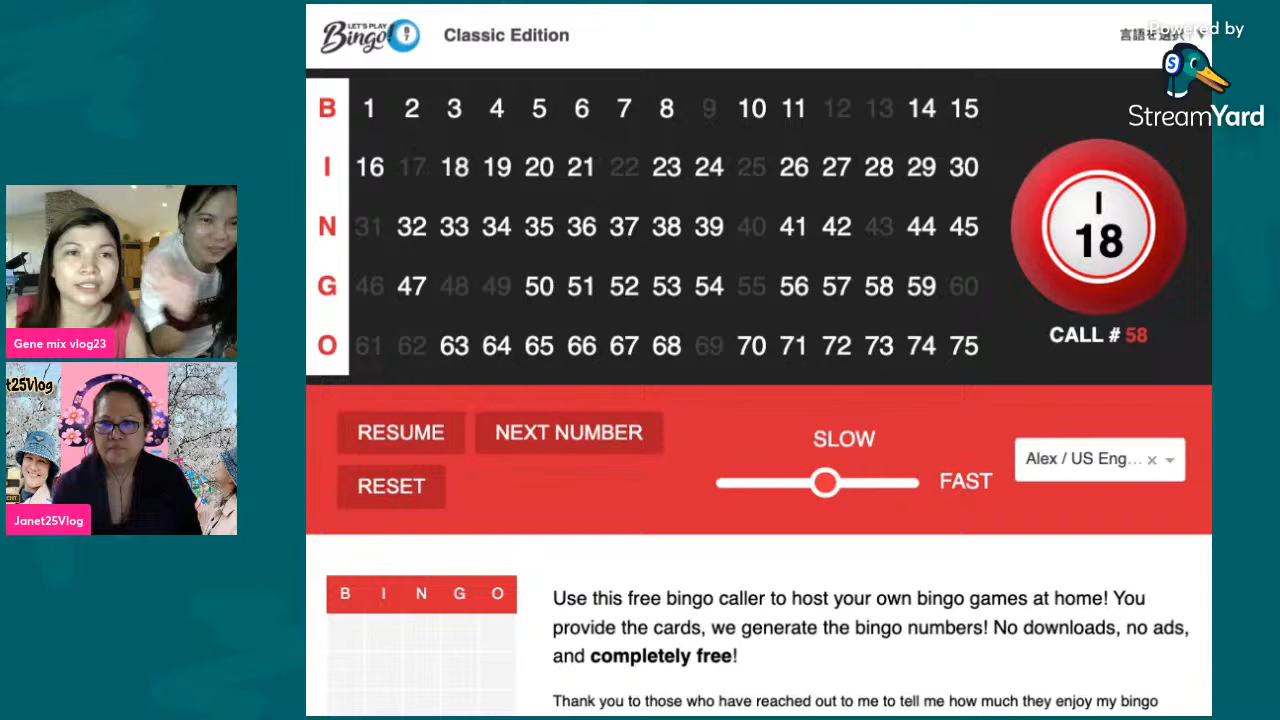 LET'S PLAY
Bingo!
B
7
Classic Edition
Powered by
S
StreamYard
B 1 2 3 4 5 6 7 8 9 10 11 12 13 14 15
I 16 17 18 19 20 21 22 23 24 25 26 27 28 29 30
N 31 32 33 34 35 36 37 38 39 40 41 42 43 44 45
G 46 47 48 49 50 51 52 53 54 55 56 57 58 59 60
O 61 62 63 64 65 66 67 68 69 70 71 72 73 74 75
I
18
CALL # 58
Gene mix vlog23
t25Vlog
Janet25Vlog
RESUME NEXT NUMBER
RESET
SLOW
FAST
Alex / US Eng... ×
B I N G O
Use this free bingo caller to host your own bingo games at home! You
provide the cards, we generate the bingo numbers! No downloads, no ads,
and completely free!
Thank you to those who have reached out to me to tell me how much they enjoy my bingo